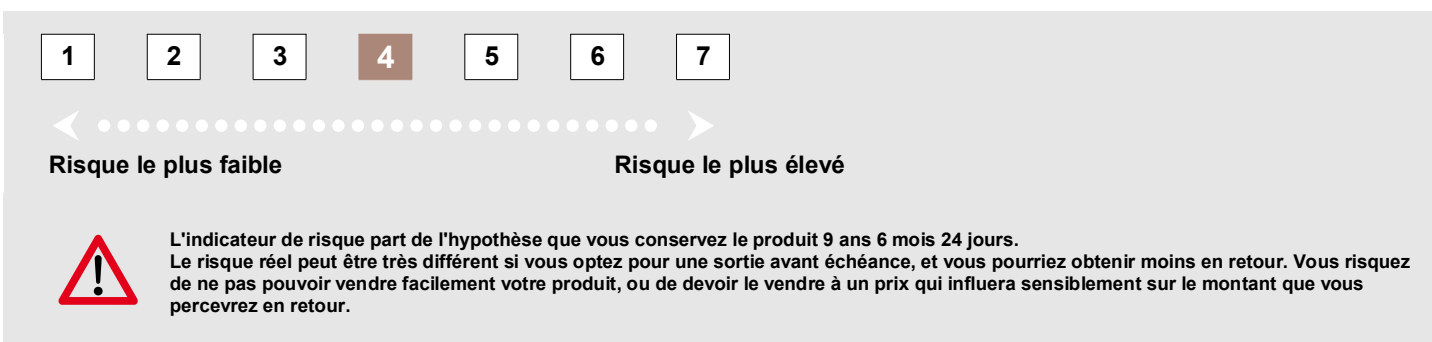 1 2 3 4 5 6 7
Risque le plus faible Risque le plus élevé
L'indicateur de risque part de l'hypothèse que vous conservez le produit 9 ans 6 mois 24 jours.
Le risque réel peut être très différent si vous optez pour une sortie avant échéance, et vous pourriez obtenir moins en retour. Vous risquez
de ne pas pouvoir vendre facilement votre produit, ou de devoir le vendre à un prix qui influera sensiblement sur le montant que vous
percevrez en retour.